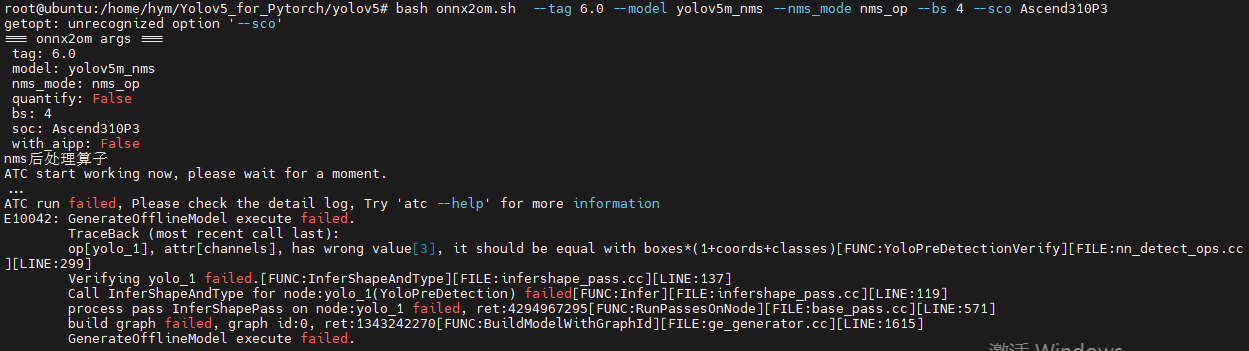 root@ubuntu:/home/hym/Yolov5_for_Pytorch/yolov5# bash onnx2om.sh  --tag 6.0 --model yolov5m_nms --nms_mode nms_op --bs 4 --sco Ascend310P3
getopt: unrecognized option '--sco'
=== onnx2om args ===
 tag: 6.0
 model: yolov5m_nms
 nms_mode: nms_op
 quantify: False
 bs: 4
 soc: Ascend310P3
 with_aipp: False
nms后处理算子
ATC start working now, please wait for a moment.
...
ATC run failed, Please check the detail log, Try 'atc --help' for more information
E10042: GenerateOfflineModel execute failed.
        TraceBack (most recent call last):
        op[yolo_1], attr[channels], has wrong value[3], it should be equal with boxes*(1+coords+classes)[FUNC:YoloPreDetectionVerify][FILE:nn_detect_ops.cc
][LINE:299]
        Verifying yolo_1 failed.[FUNC:InferShapeAndType][FILE:infershape_pass.cc][LINE:137]
        Call InferShapeAndType for node:yolo_1(YoloPreDetection) failed[FUNC:Infer][FILE:infershape_pass.cc][LINE:119]
        process pass InferShapePass on node:yolo_1 failed, ret:4294967295[FUNC:RunPassesOnNode][FILE:base_pass.cc][LINE:571]
        build graph failed, graph id:0, ret:1343242270[FUNC:BuildModelWithGraphId][FILE:ge_generator.cc][LINE:1615]
        GenerateOfflineModel execute failed.
激活 Windows